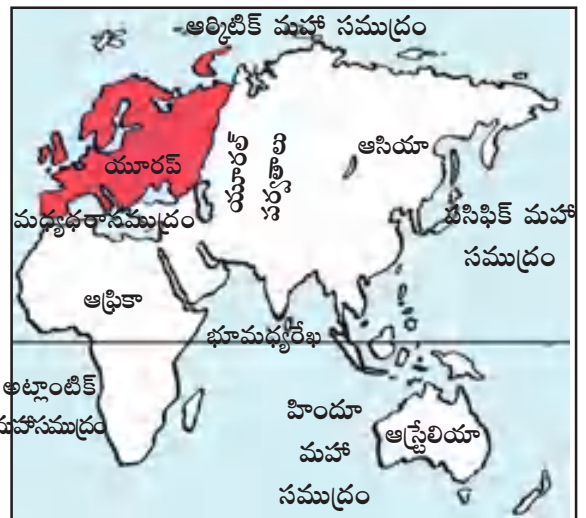 ఆర్కిటిక్ మహా సముద్రం
యూరప్
యూరల్
పర్వతాలు
ఆసియా
మధ్యధరాసముద్రం
పసిఫిక్ మహా
సముద్రం
ఆఫ్రికా
భూమధ్యరేఖ
అట్లాంటిక్
మహాసముద్రం
హిందూ
మహా
సముద్రం
ఆస్ట్రేలియా